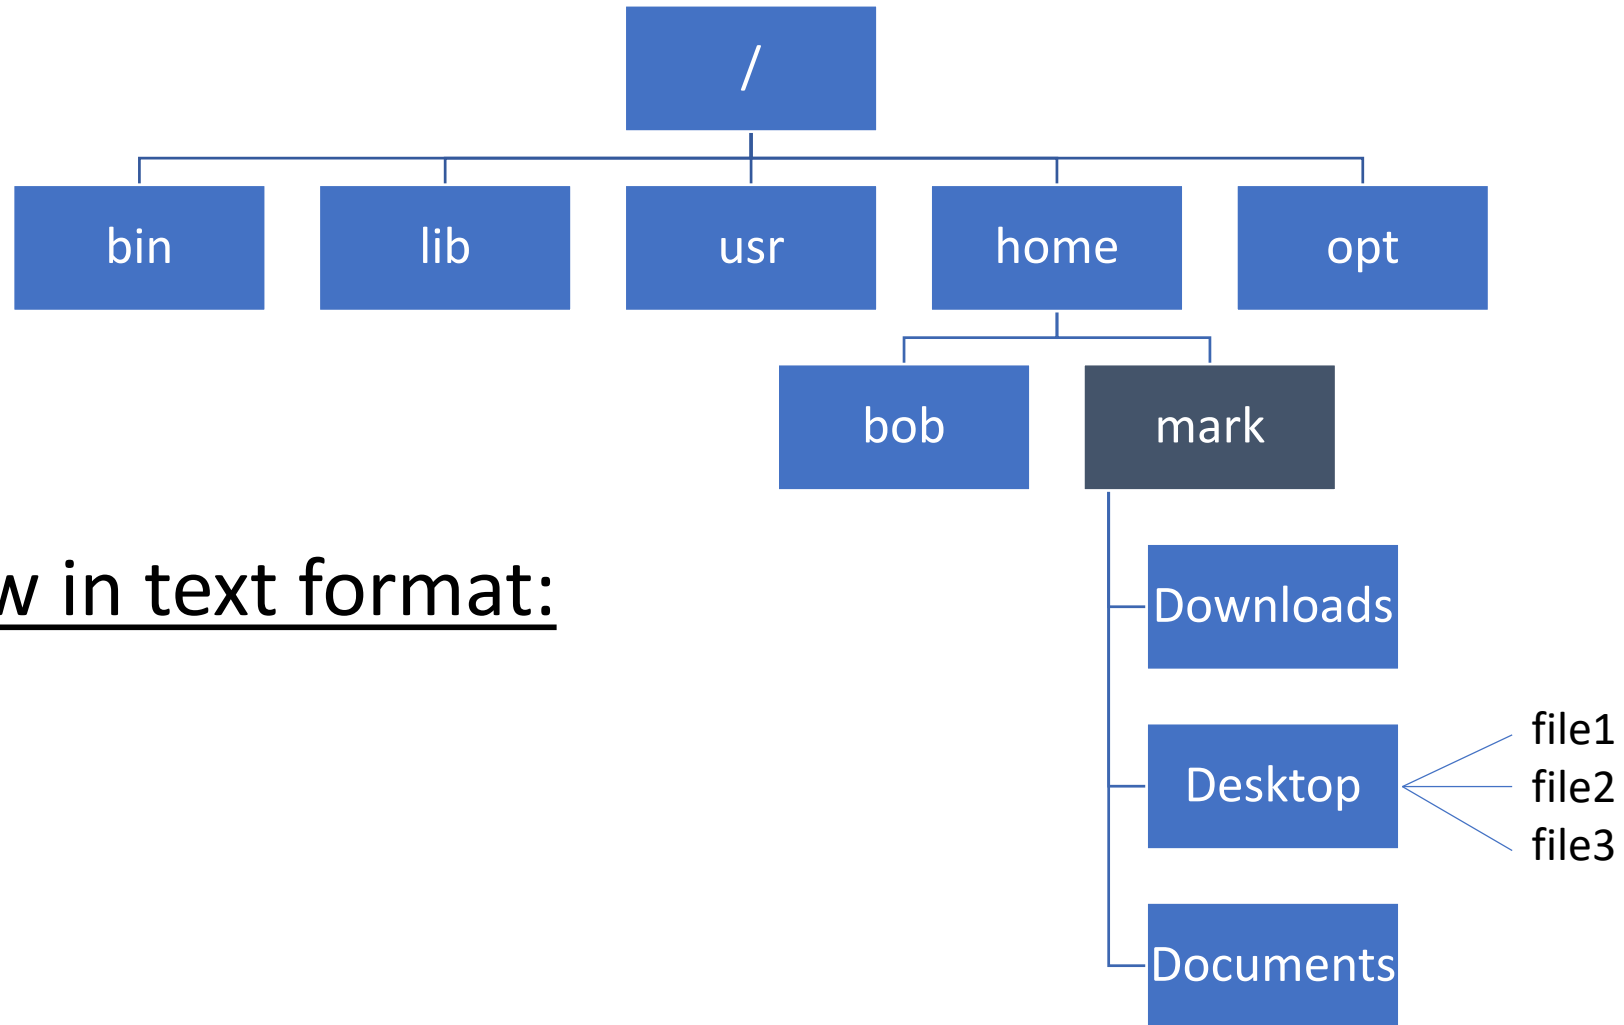 /
bin lib usr home opt
bob mark
in text format:
Downloads
file1
Desktop file2
file3
Documents